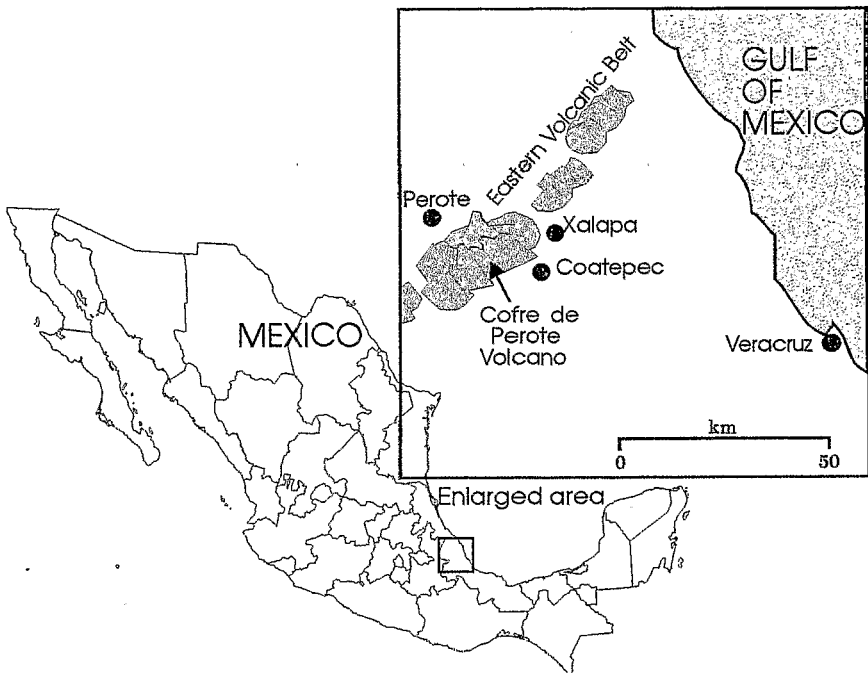 GULF
OF
MEXICO
Eastern Volcanic Belt
Perote
Xalapa
Coatepec
Cofre de
Perote
Volcano
MEXICO
Veracruz
km
0 50
Enlarged area